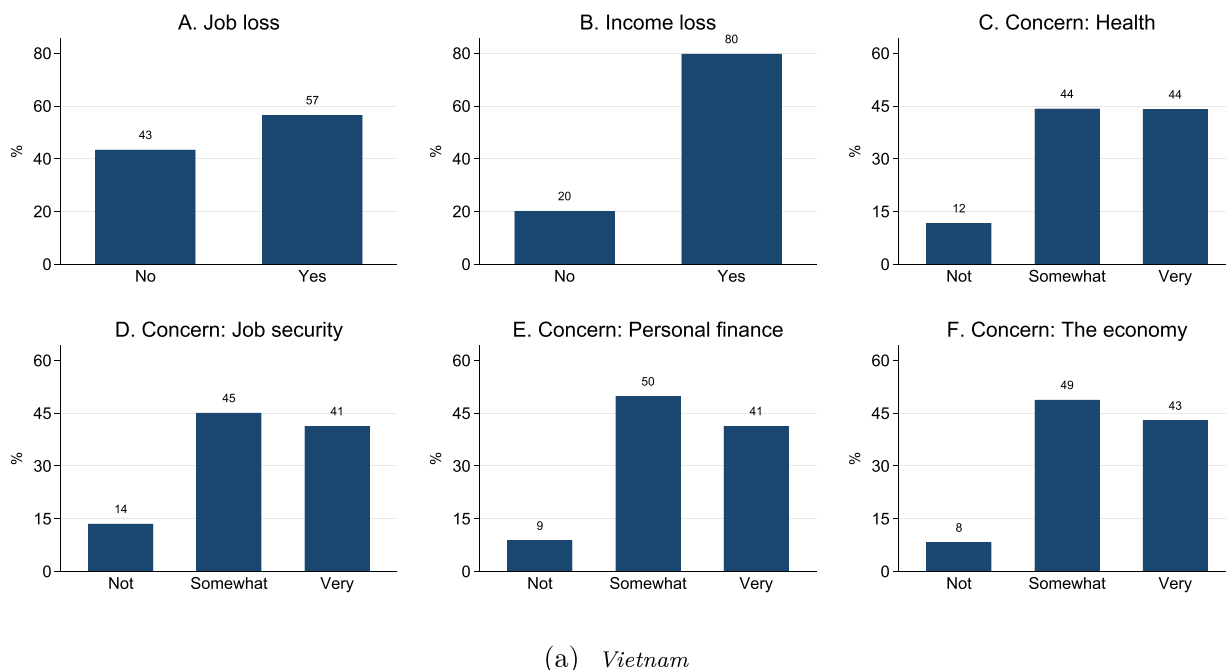 A. Job loss
B. Income loss
C. Concern: Health
80
60
40
20
0
%
43
57
No
Yes
80
60
40
20
0
%
20
80
No
Yes
60
45
30
15
0
%
12
44
44
Not
Somewhat
Very
D. Concern: Job security
E. Concern: Personal finance
F. Concern: The economy
60
45
30
15
0
%
14
45
41
Not
Somewhat
Very
60
45
30
15
0
%
9
50
41
Not
Somewhat
Very
60
45
30
15
0
%
8
49
43
Not
Somewhat
Very
(a) Vietnam